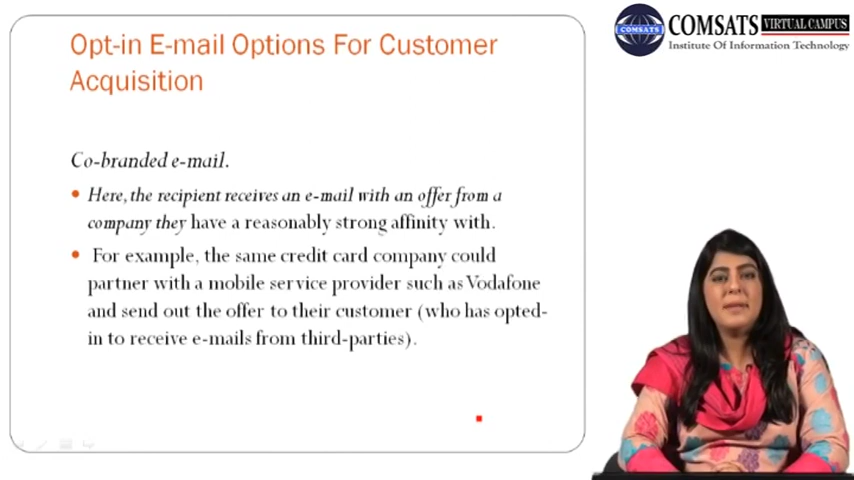 Opt-in E-mail Options For Customer
Acquisition
COMSATS VIRTUAL CAMPUS
Institute Of Information Technology
COMSATS
Co-branded e-mail.
• Here, the recipient receives an e-mail with an offer from a
company they have a reasonably strong affinity with.
• For example, the same credit card company could
partner with a mobile service provider such as Vodafone
and send out the offer to their customer (who has opted-
in to receive e-mails from third-parties).